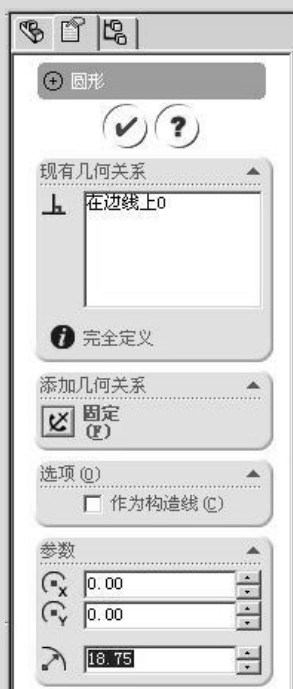 圆形
现有几何关系
在边线上0
完全定义
添加几何关系
固定
(F)
选项(O)
作为构造线(C)
参数
X 0.00
Y 0.00
18.75